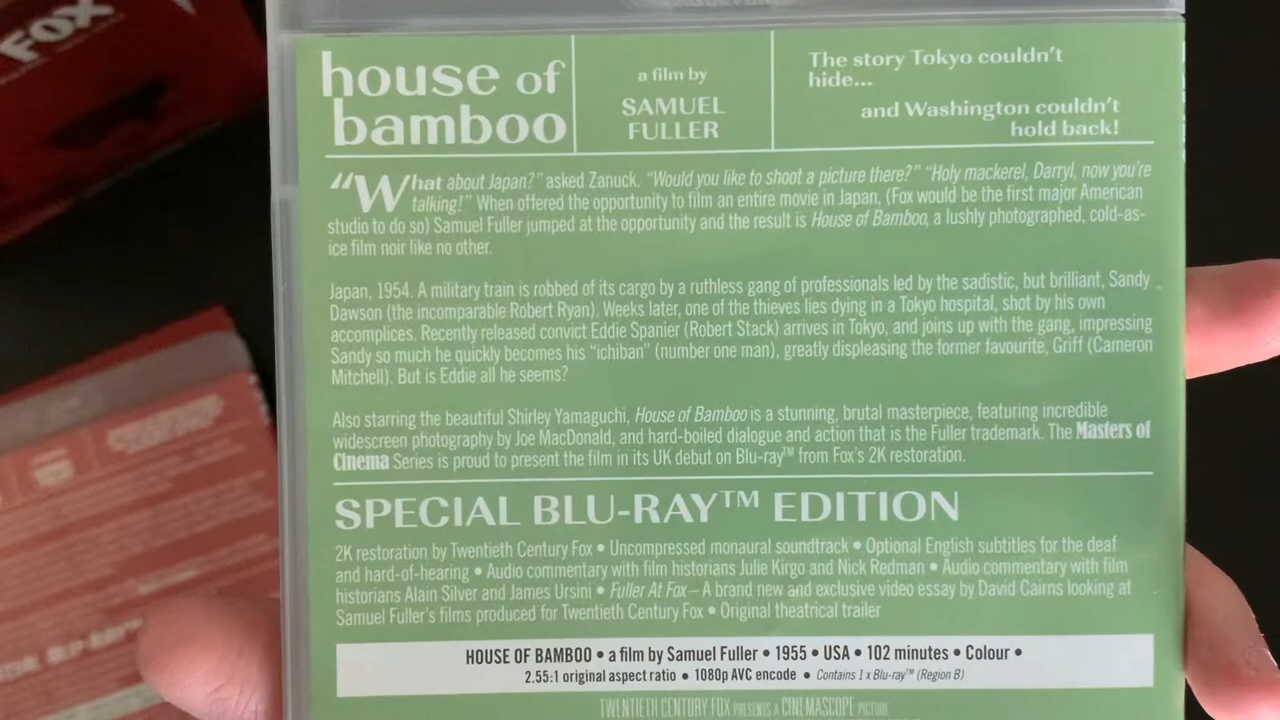 FOX
house of
bamboo
a film by
SAMUEL
FULLER
The story Tokyo couldn't
hide...
and Washington couldn't
hold back!
“What about Japan?” asked Zanuck. “Would you like to shoot a picture there?” “Holy mackerel, Darryl, now you're
talking!” When offered the opportunity to film an entire movie in Japan, (Fox would be the first major American
studio to do so) Samuel Fuller jumped at the opportunity and the result is House of Bamboo, a lushly photographed, cold-as-
ice film noir like no other.
Japan, 1954. A military train is robbed of its cargo by a ruthless gang of professionals led by the sadistic, but brilliant, Sandy
Dawson (the incomparable Robert Ryan). Weeks later, one of the thieves lies dying in a Tokyo hospital, shot by his own
accomplices. Recently released convict Eddie Spanier (Robert Stack) arrives in Tokyo, and joins up with the gang, impressing
Sandy so much he quickly becomes his “ichiban” (number one man), greatly displeasing the former favourite, Griff (Cameron
Mitchell). But is Eddie all he seems?
Also starring the beautiful Shirley Yamaguchi, House of Bamboo is a stunning, brutal masterpiece, featuring incredible
widescreen photography by Joe MacDonald, and hard-boiled dialogue and action that is the Fuller trademark. The Masters of
Cinema Series is proud to present the film in its UK debut on Blu-ray™ from Fox's 2K restoration.
SPECIAL BLU-RAY™ EDITION
2K restoration by Twentieth Century Fox • Uncompressed monaural soundtrack • Optional English subtitles for the deaf
and hard-of-hearing • Audio commentary with film historians Julie Kirgo and Nick Redman • Audio commentary with film
historians Alain Silver and James Ursini • Fuller At Fox – A brand new and exclusive video essay by David Cairns looking at
Samuel Fuller's films produced for Twentieth Century Fox • Original theatrical trailer
HOUSE OF BAMBOO • a film by Samuel Fuller • 1955 • USA • 102 minutes • Colour •
2.55:1 original aspect ratio • 1080p AVC encode • Contains 1 x Blu-ray™ (Region B)
TWENTIETH CENTURY FOX PRESENTS A CINEMASCOPE PICTURE